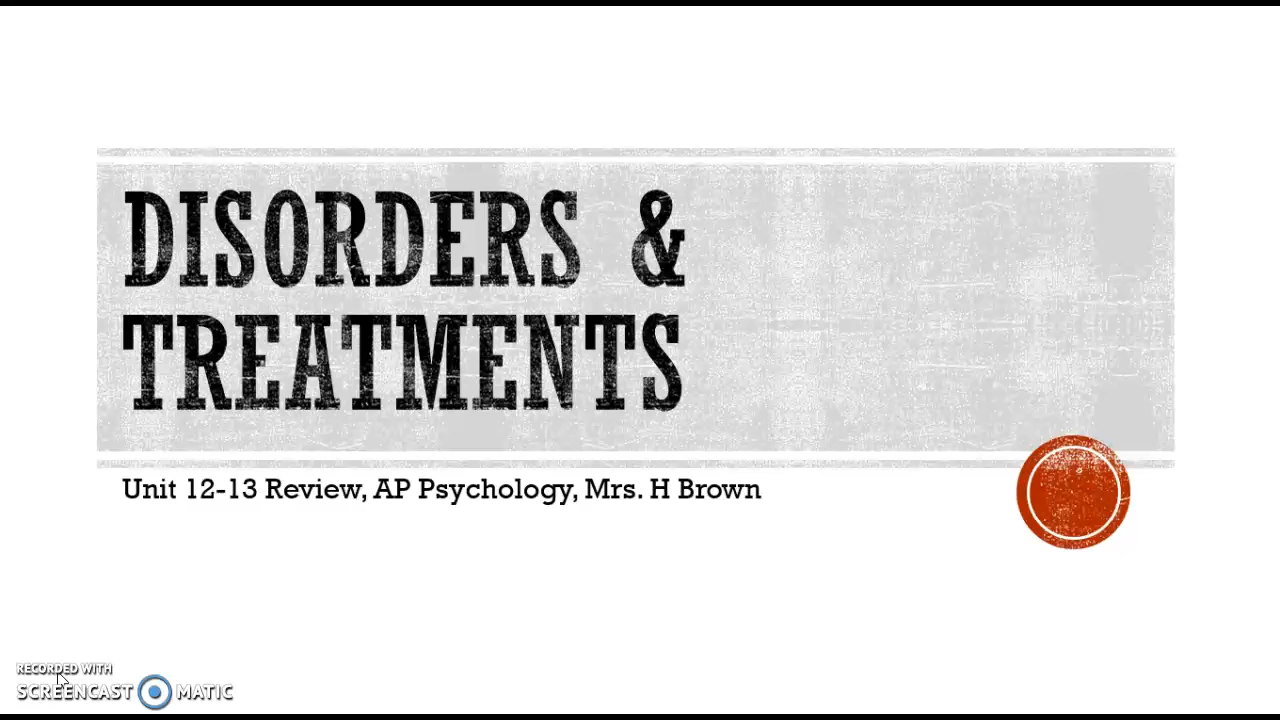 DISORDERS &
TREATMENTS
Unit 12-13 Review, AP Psychology, Mrs. H Brown
RECORDED WITH
SCREENCAST MATIC